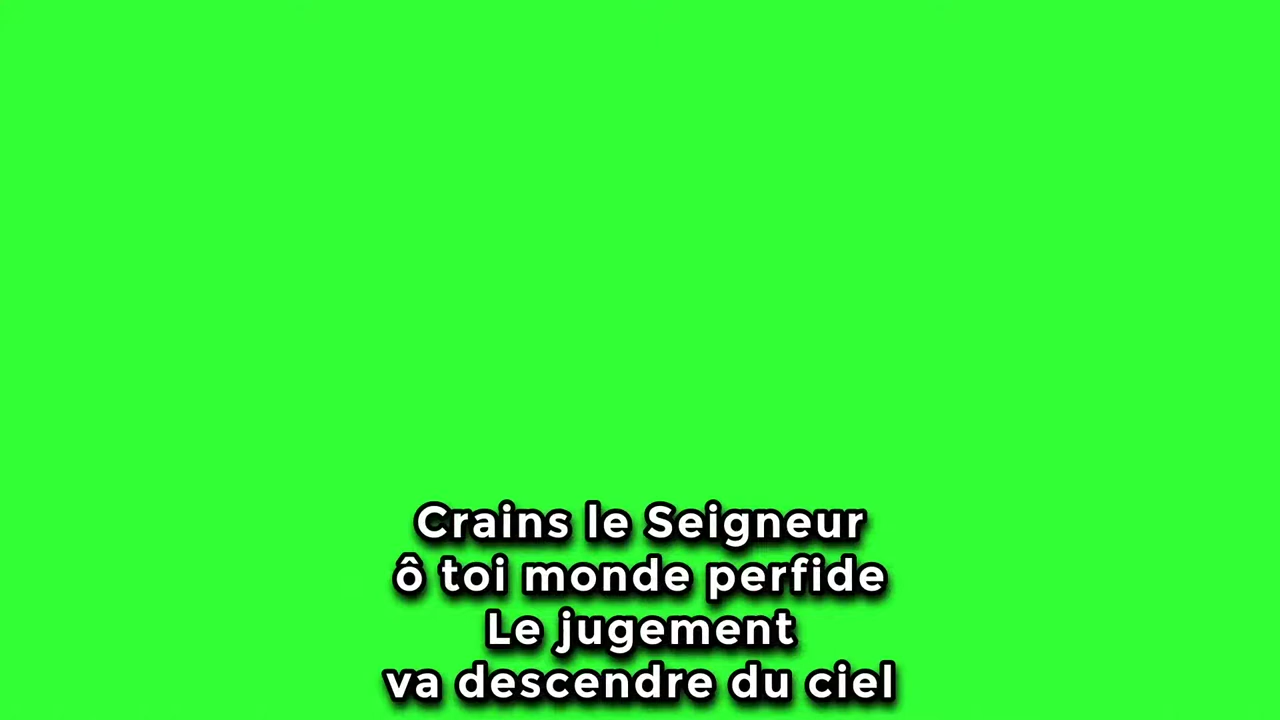 Crains le Seigneur
ô toi monde perfide
Le jugement
va descendre du ciel